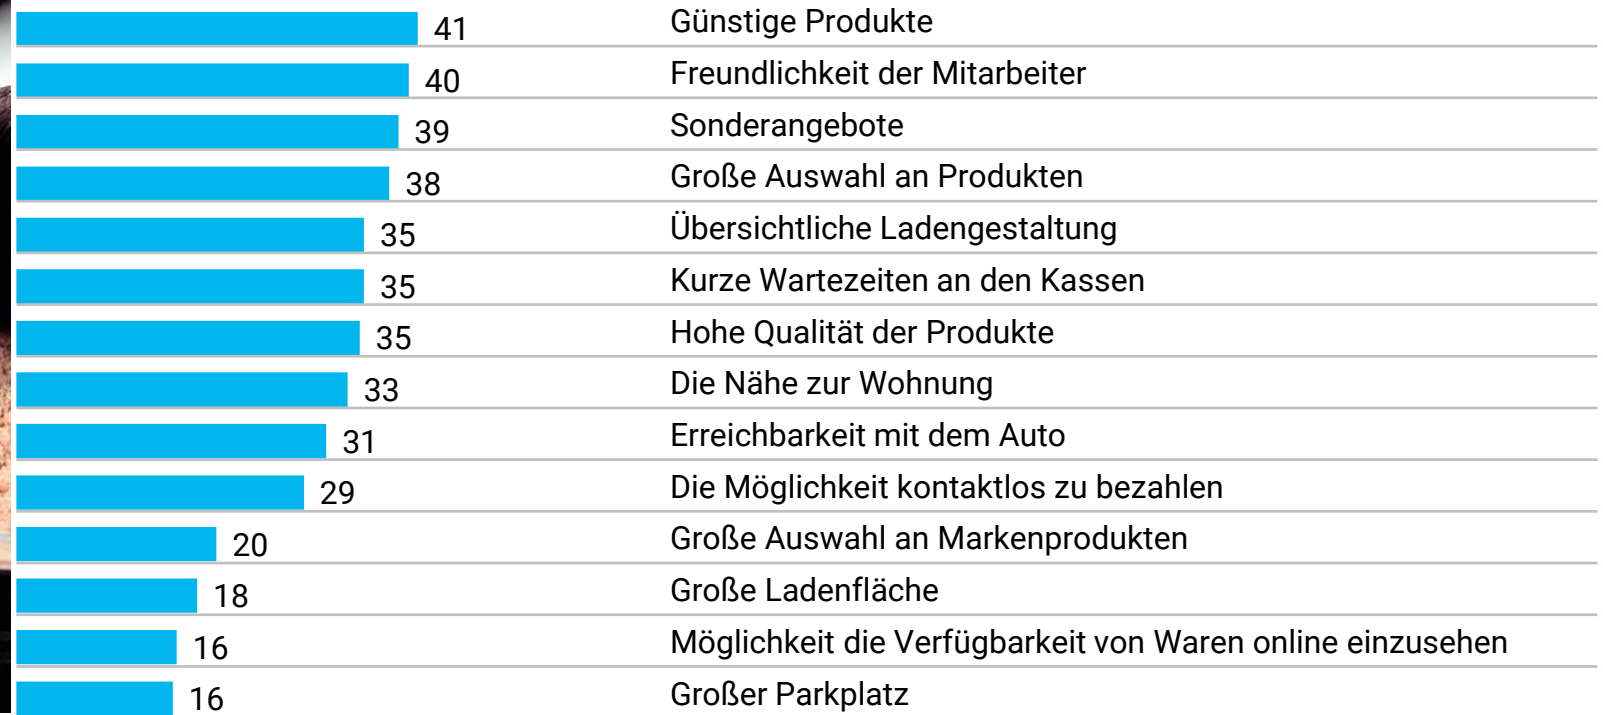 41 Günstige Produkte
40 Freundlichkeit der Mitarbeiter
39 Sonderangebote
38 Große Auswahl an Produkten
35 Übersichtliche Ladengestaltung
35 Kurze Wartezeiten an den Kassen
35 Hohe Qualität der Produkte
33 Die Nähe zur Wohnung
31 Erreichbarkeit mit dem Auto
29 Die Möglichkeit kontaktlos zu bezahlen
20 Große Auswahl an Markenprodukten
18 Große Ladenfläche
16 Möglichkeit die Verfügbarkeit von Waren online einzusehen
16 Großer Parkplatz